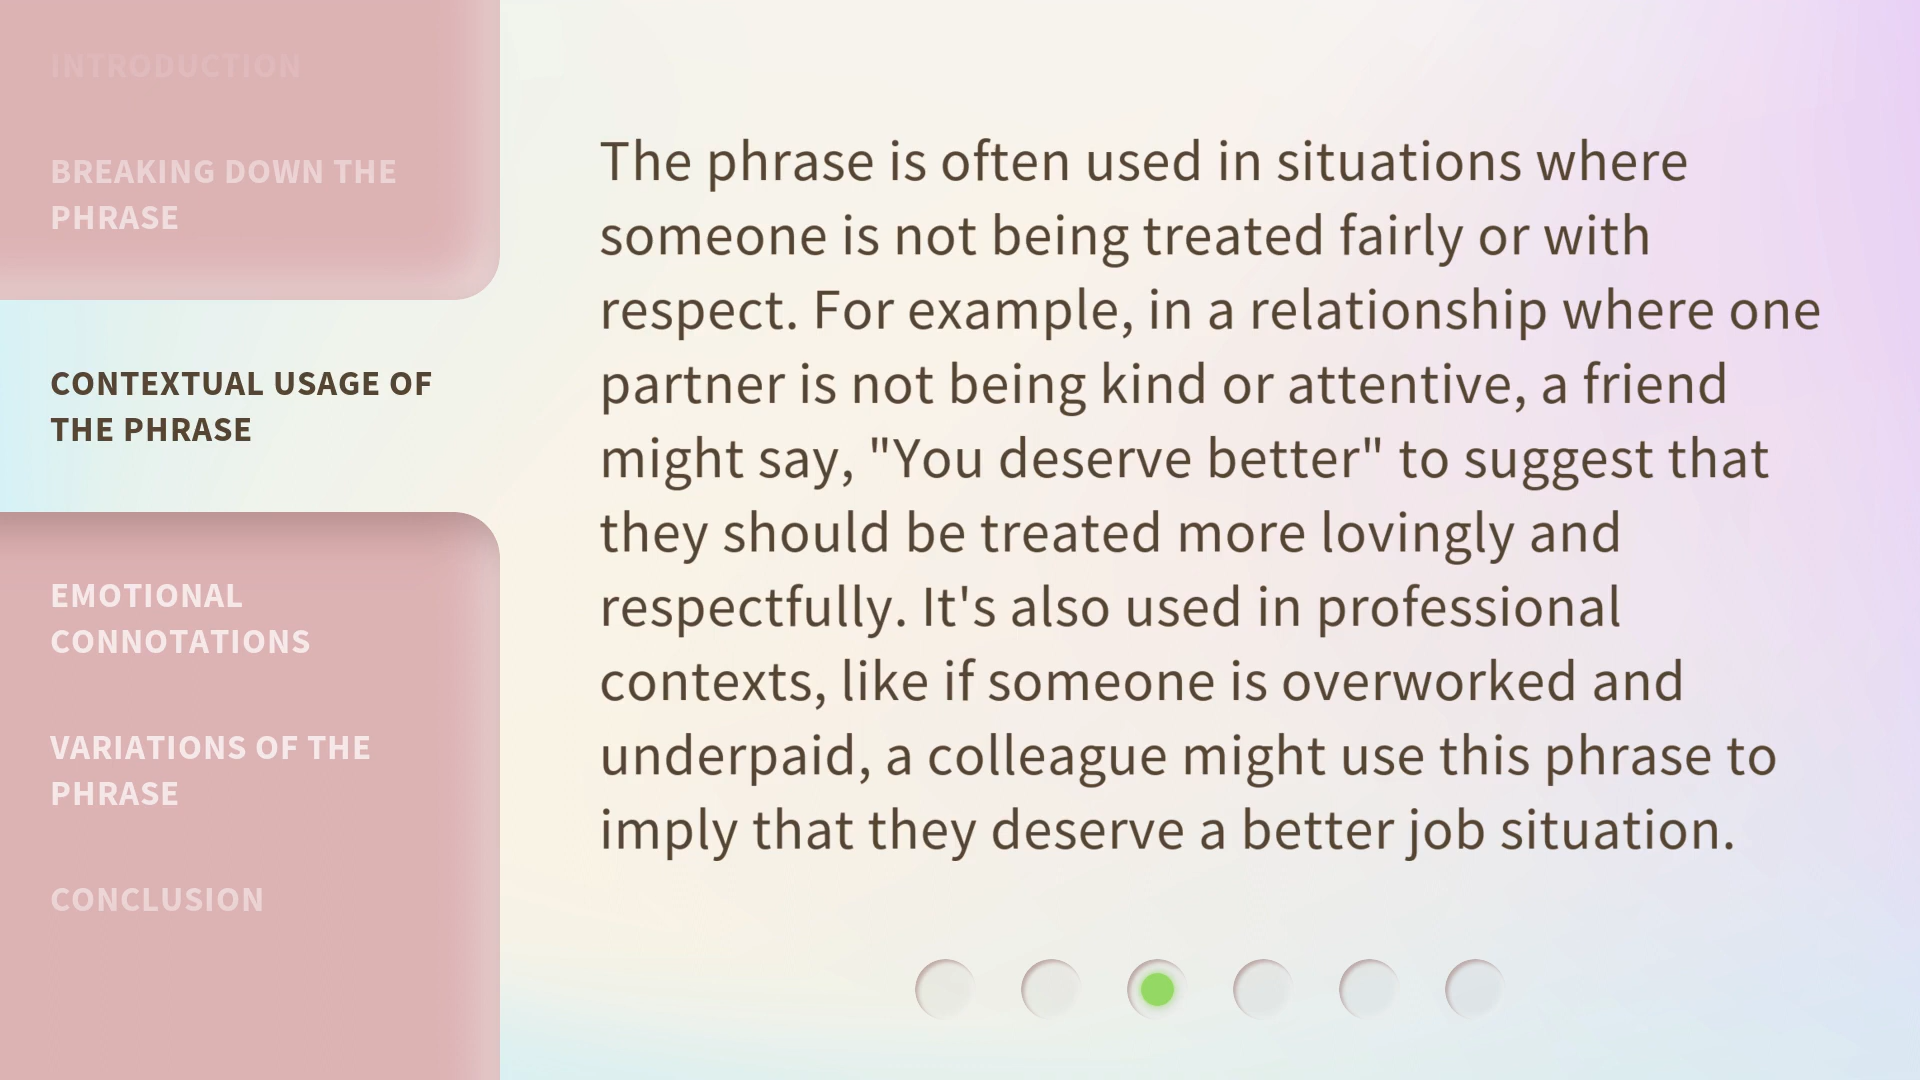 INTRODUCTION
BREAKING DOWN THE
PHRASE
CONTEXTUAL USAGE OF
THE PHRASE
EMOTIONAL
CONNOTATIONS
VARIATIONS OF THE
PHRASE
CONCLUSION
The phrase is often used in situations where
someone is not being treated fairly or with
respect. For example, in a relationship where one
partner is not being kind or attentive, a friend
might say, "You deserve better" to suggest that
they should be treated more lovingly and
respectfully. It's also used in professional
contexts, like if someone is overworked and
underpaid, a colleague might use this phrase to
imply that they deserve a better job situation.